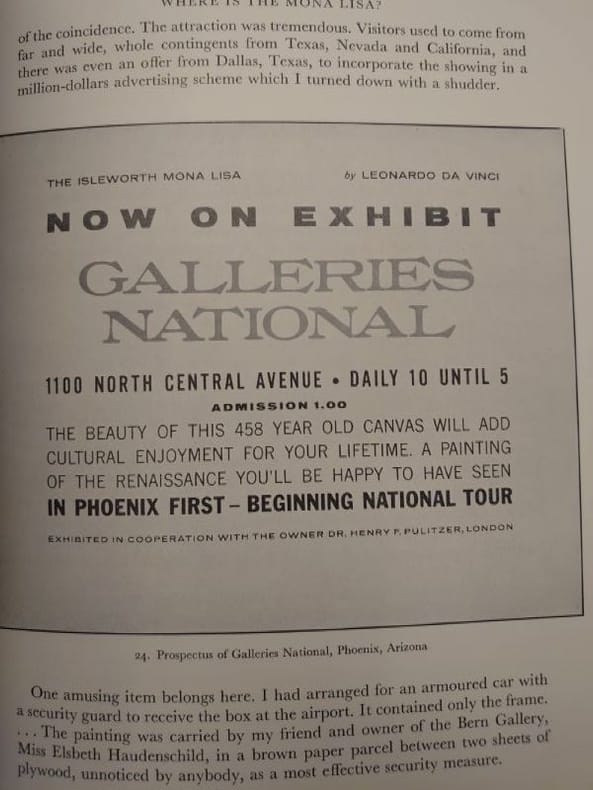 WHERE IS THE MONA LISA?
of the coincidence. The attraction was tremendous. Visitors used to come from
far and wide, whole contingents from Texas, Nevada and California, and
there was even an offer from Dallas, Texas, to incorporate the showing in a
million-dollars advertising scheme which I turned down with a shudder.
THE ISLEWORTH MONA LISA by LEONARDO DA VINCI
NOW ON EXHIBIT
GALLERIES
NATIONAL
1100 NORTH CENTRAL AVENUE • DAILY 10 UNTIL 5
ADMISSION 1.00
THE BEAUTY OF THIS 458 YEAR OLD CANVAS WILL ADD
CULTURAL ENJOYMENT FOR YOUR LIFETIME. A PAINTING
OF THE RENAISSANCE YOU'LL BE HAPPY TO HAVE SEEN
IN PHOENIX FIRST – BEGINNING NATIONAL TOUR
EXHIBITED IN COOPERATION WITH THE OWNER DR. HENRY F. PULITZER, LONDON
24. Prospectus of Galleries National, Phoenix, Arizona
One amusing item belongs here. I had arranged for an armoured car with
a security guard to receive the box at the airport. It contained only the frame.
. . . The painting was carried by my friend and owner of the Bern Gallery,
Miss Elsbeth Haudenschild, in a brown paper parcel between two sheets of
plywood, unnoticed by anybody, as a most effective security measure.